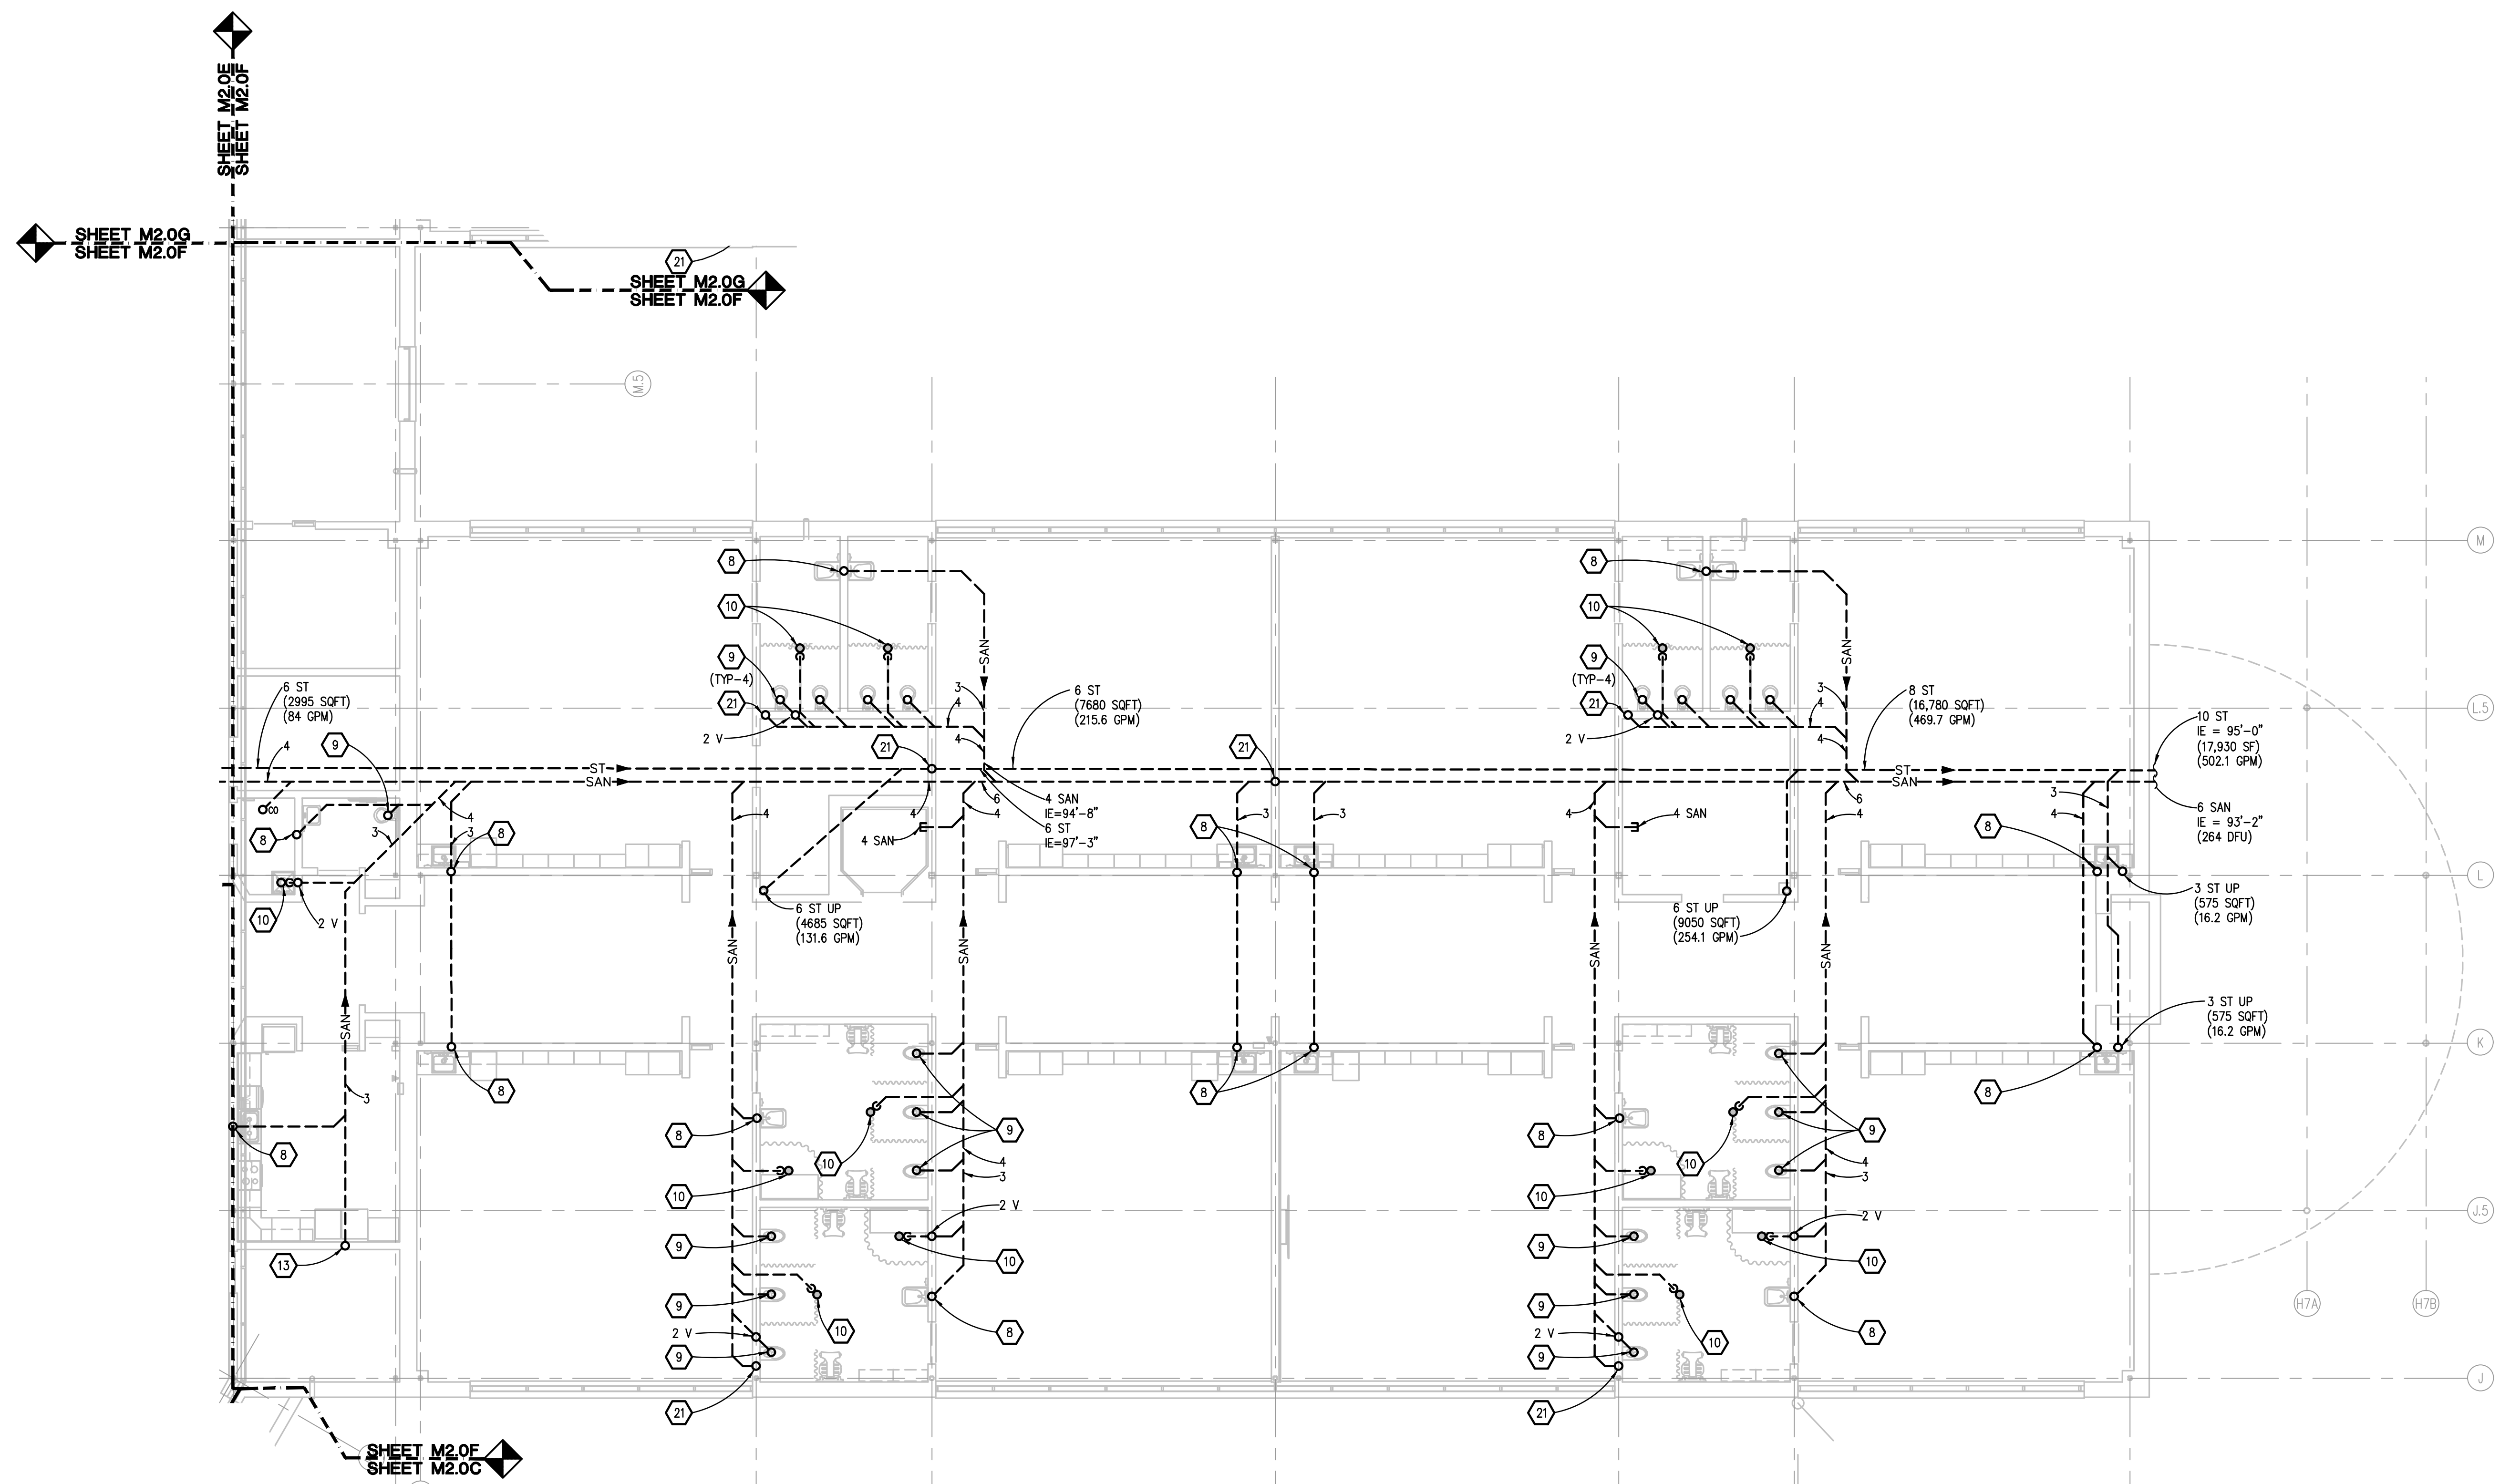 SHEET M2.0E
SHEET M2.0F
SHEET M2.0G
SHEET M2.0F
21
SHEET M2.0G
SHEET M2.0F
M.5
M
8
8
10
10
SAN
SAN
9
(TYP-4)
9
(TYP-4)
21
21
6 ST
(2995 SQFT)
(84 GPM)
3
4
6 ST
(7680 SQFT)
(215.6 GPM)
3
4
8 ST
(16,780 SQFT)
(469.7 GPM)
L.5
10 ST
IE = 95'-0"
(17,930 SF)
(502.1 GPM)
4
9
2 V
4
21
21
2 V
4
ST
SAN
ST
SAN
CO
4
3
3
8
8
4
4
4 SAN
6
4
4 SAN
IE=94'-8"
6 ST
IE=97'-3"
8
3
3
4
4 SAN
6
4
3
4
8
6 SAN
IE = 93'-2"
(264 DFU)
L
10
2 V
6 ST UP
(4685 SQFT)
(131.6 GPM)
6 ST UP
(9050 SQFT)
(254.1 GPM)
3 ST UP
(575 SQFT)
(16.2 GPM)
SAN
SAN
SAN
SAN
SAN
3 ST UP
(575 SQFT)
(16.2 GPM)
K
3
8
8
8
8
8
9
8
9
8
10
10
4
3
10
10
4
3
10
10
2 V
2 V
J.5
13
9
10
9
10
9
10
8
9
10
8
2 V
2 V
9
9
H7A
H7B
J
21
21
SHEET M2.0F
SHEET M2.0C